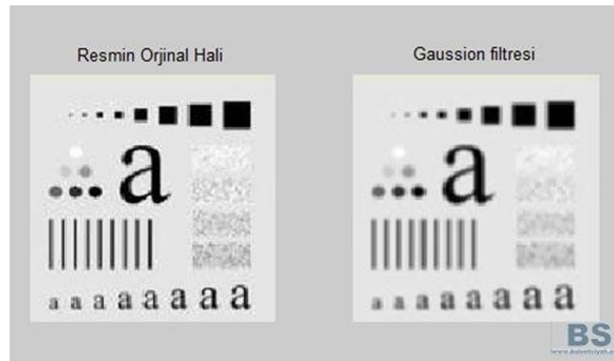 Resmin Orjinal Hali
Gaussion filtresi
a
a
a a a a a a a a
a a a a a a a a
BS